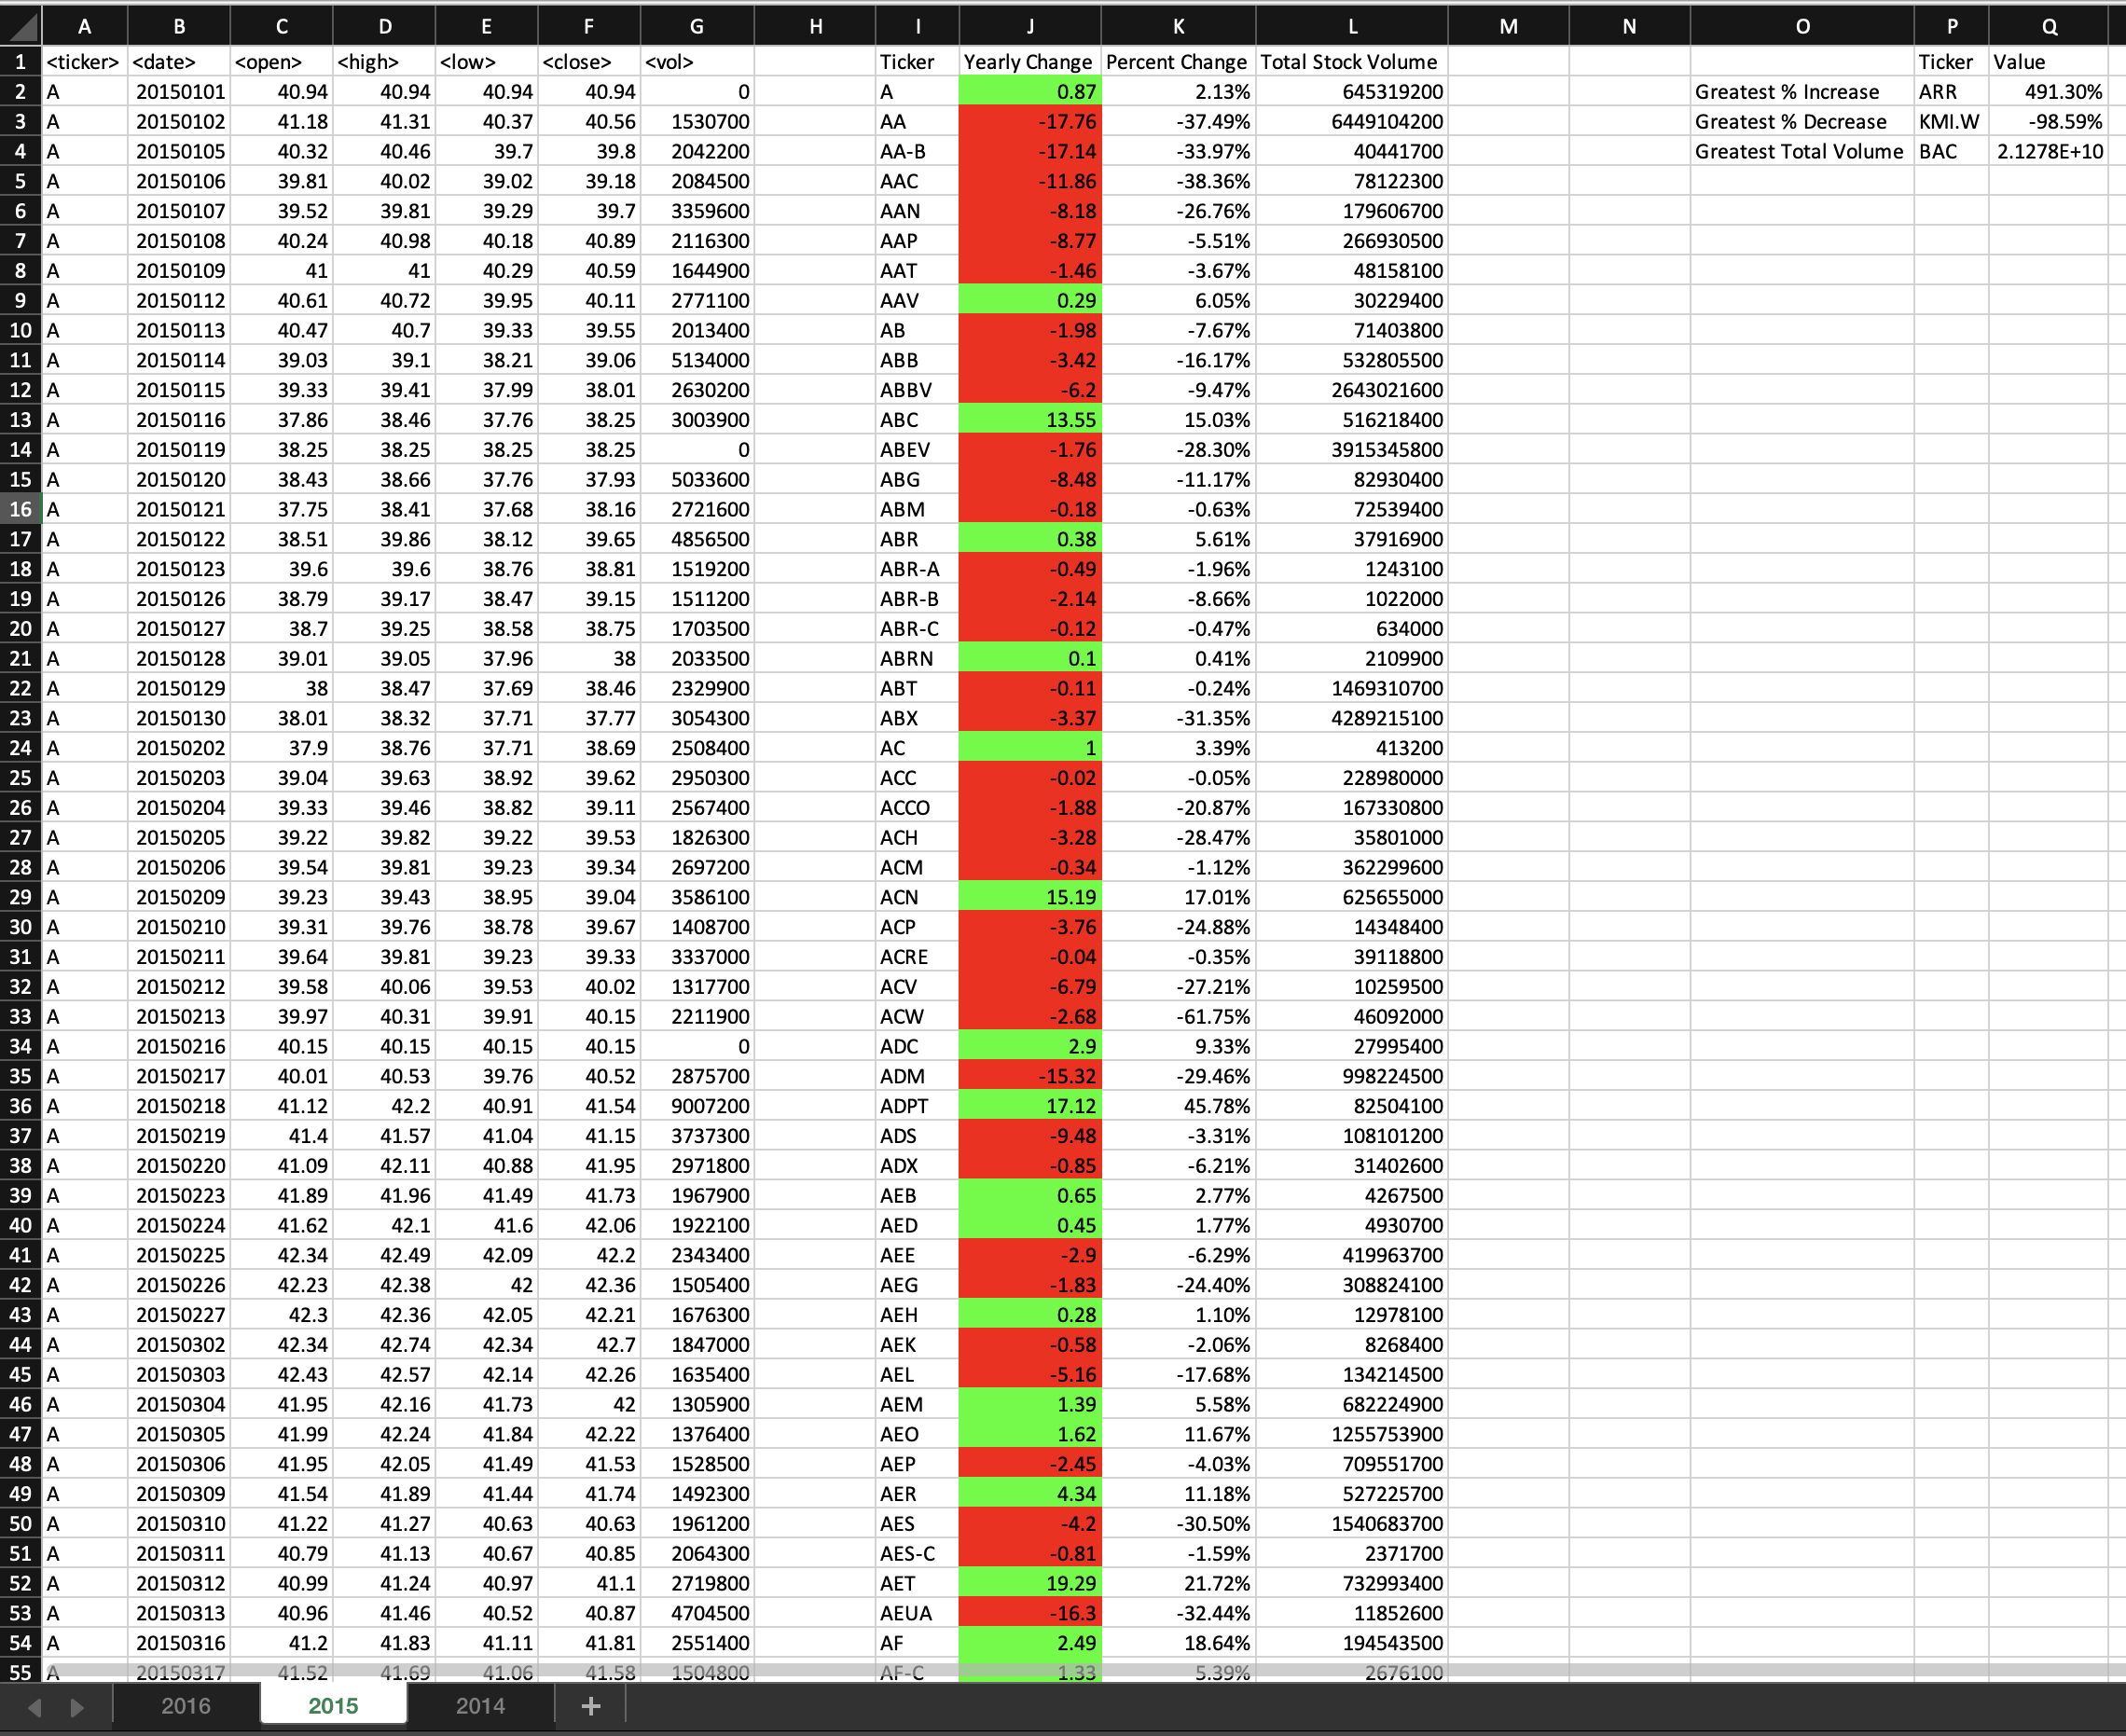 A B C D E F G H I J K L M N O P Q
1 <ticker> <date> <open> <high> <low> <close> <vol> Ticker Yearly Change Percent Change Total Stock Volume Ticker Value
2 A 20150101 40.94 40.94 40.94 40.94 0 A 0.87 2.13% 645319200 Greatest % Increase ARR 491.30%
3 A 20150102 41.18 41.31 40.37 40.56 1530700 AA -17.76 -37.49% 6449104200 Greatest % Decrease KMI.W -98.59%
4 A 20150105 40.32 40.46 39.7 39.8 2042200 AA-B -17.14 -33.97% 40441700 Greatest Total Volume BAC 2.1278E+10
5 A 20150106 39.81 40.02 39.02 39.18 2084500 AAC -11.86 -38.36% 78122300
6 A 20150107 39.52 39.81 39.29 39.7 3359600 AAN -8.18 -26.76% 179606700
7 A 20150108 40.24 40.98 40.18 40.89 2116300 AAP -8.77 -5.51% 266930500
8 A 20150109 41 41 40.29 40.59 1644900 AAT -1.46 -3.67% 48158100
9 A 20150112 40.61 40.72 39.95 40.11 2771100 AAV 0.29 6.05% 30229400
10 A 20150113 40.47 40.7 39.33 39.55 2013400 AB -1.98 -7.67% 71403800
11 A 20150114 39.03 39.1 38.21 39.06 5134000 ABB -3.42 -16.17% 532805500
12 A 20150115 39.33 39.41 37.99 38.01 2630200 ABBV -6.2 -9.47% 2643021600
13 A 20150116 37.86 38.46 37.76 38.25 3003900 ABC 13.55 15.03% 516218400
14 A 20150119 38.25 38.25 38.25 38.25 0 ABEV -1.76 -28.30% 3915345800
15 A 20150120 38.43 38.66 37.76 37.93 5033600 ABG -8.48 -11.17% 82930400
16 A 20150121 37.75 38.41 37.68 38.16 2721600 ABM -0.18 -0.63% 72539400
17 A 20150122 38.51 39.86 38.12 39.65 4856500 ABR 0.38 5.61% 37916900
18 A 20150123 39.6 39.6 38.76 38.81 1519200 ABR-A -0.49 -1.96% 1243100
19 A 20150126 38.79 39.17 38.47 39.15 1511200 ABR-B -2.14 -8.66% 1022000
20 A 20150127 38.7 39.25 38.58 38.75 1703500 ABR-C -0.12 -0.47% 634000
21 A 20150128 39.01 39.05 37.96 38 2033500 ABRN 0.1 0.41% 2109900
22 A 20150129 38 38.47 37.69 38.46 2329900 ABT -0.11 -0.24% 1469310700
23 A 20150130 38.01 38.32 37.71 37.77 3054300 ABX -3.37 -31.35% 4289215100
24 A 20150202 37.9 38.76 37.71 38.69 2508400 AC 1 3.39% 413200
25 A 20150203 39.04 39.63 38.92 39.62 2950300 ACC -0.02 -0.05% 228980000
26 A 20150204 39.33 39.46 38.82 39.11 2567400 ACCO -1.88 -20.87% 167330800
27 A 20150205 39.22 39.82 39.22 39.53 1826300 ACH -3.28 -28.47% 35801000
28 A 20150206 39.54 39.81 39.23 39.34 2697200 ACM -0.34 -1.12% 362299600
29 A 20150209 39.23 39.43 38.95 39.04 3586100 ACN 15.19 17.01% 625655000
30 A 20150210 39.31 39.76 38.78 39.67 1408700 ACP -3.76 -24.88% 14348400
31 A 20150211 39.64 39.81 39.23 39.33 3337000 ACRE -0.04 -0.35% 39118800
32 A 20150212 39.58 40.06 39.53 40.02 1317700 ACV -6.79 -27.21% 10259500
33 A 20150213 39.97 40.31 39.91 40.15 2211900 ACW -2.68 -61.75% 46092000
34 A 20150216 40.15 40.15 40.15 40.15 0 ADC 2.9 9.33% 27995400
35 A 20150217 40.01 40.53 39.76 40.52 2875700 ADM -15.32 -29.46% 998224500
36 A 20150218 41.12 42.2 40.91 41.54 9007200 ADPT 17.12 45.78% 82504100
37 A 20150219 41.4 41.57 41.04 41.15 3737300 ADS -9.48 -3.31% 108101200
38 A 20150220 41.09 42.11 40.88 41.95 2971800 ADX -0.85 -6.21% 31402600
39 A 20150223 41.89 41.96 41.49 41.73 1967900 AEB 0.65 2.77% 4267500
40 A 20150224 41.62 42.1 41.6 42.06 1922100 AED 0.45 1.77% 4930700
41 A 20150225 42.34 42.49 42.09 42.2 2343400 AEE -2.9 -6.29% 419963700
42 A 20150226 42.23 42.38 42 42.36 1505400 AEG -1.83 -24.40% 308824100
43 A 20150227 42.3 42.36 42.05 42.21 1676300 AEH 0.28 1.10% 12978100
44 A 20150302 42.34 42.74 42.34 42.7 1847000 AEK -0.58 -2.06% 8268400
45 A 20150303 42.43 42.57 42.14 42.26 1635400 AEL -5.16 -17.68% 134214500
46 A 20150304 41.95 42.16 41.73 42 1305900 AEM 1.39 5.58% 682224900
47 A 20150305 41.99 42.24 41.84 42.22 1376400 AEO 1.62 11.67% 1255753900
48 A 20150306 41.95 42.05 41.49 41.53 1528500 AEP -2.45 -4.03% 709551700
49 A 20150309 41.54 41.89 41.44 41.74 1492300 AER 4.34 11.18% 527225700
50 A 20150310 41.22 41.27 40.63 40.63 1961200 AES -4.2 -30.50% 1540683700
51 A 20150311 40.79 41.13 40.67 40.85 2064300 AES-C -0.81 -1.59% 2371700
52 A 20150312 40.99 41.24 40.97 41.1 2719800 AET 19.29 21.72% 732993400
53 A 20150313 40.96 41.46 40.52 40.87 4704500 AEUA -16.3 -32.44% 11852600
54 A 20150316 41.2 41.83 41.11 41.81 2551400 AF 2.49 18.64% 194543500
55 A 20150317 41.52 41.69 41.06 41.58 1504800 AF-C 1.33 5.39% 2676100
2016 2015 2014 +